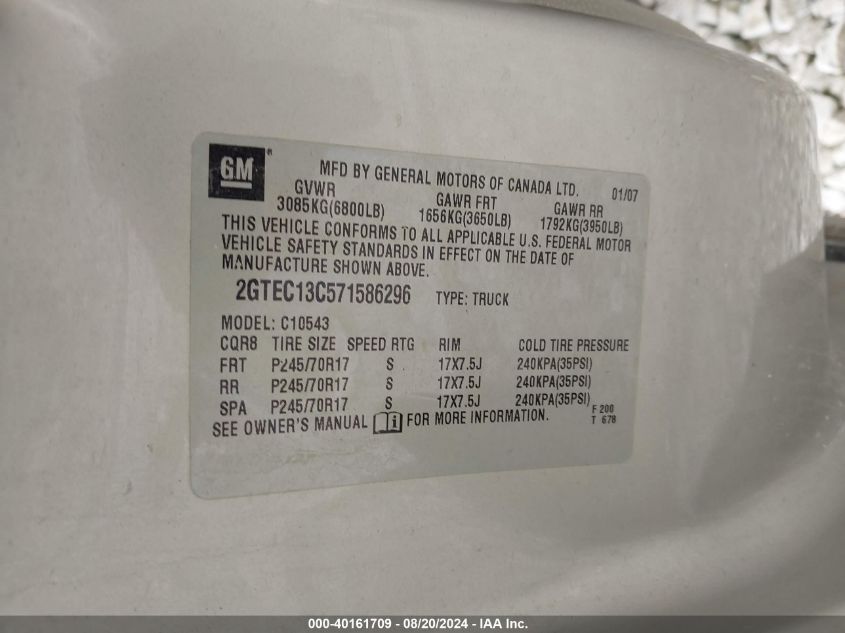 GM®
MFD BY GENERAL MOTORS OF CANADA LTD. 01/07
GVWR GAWR FRT GAWR RR
3085KG(6800LB) 1656KG(3650LB) 1792KG(3950LB)
THIS VEHICLE CONFORMS TO ALL APPLICABLE U.S. FEDERAL MOTOR
VEHICLE SAFETY STANDARDS IN EFFECT ON THE DATE OF
MANUFACTURE SHOWN ABOVE.
2GTEC13C571586296 TYPE: TRUCK
MODEL: C10543
CQR8 TIRE SIZE SPEED RTG RIM COLD TIRE PRESSURE
FRT P245/70R17 S 17X7.5J 240KPA(35PSI)
RR P245/70R17 S 17X7.5J 240KPA(35PSI)
SPA P245/70R17 S 17X7.5J 240KPA(35PSI)
F 200
SEE OWNER'S MANUAL i FOR MORE INFORMATION. T 678
000-40161709 - 08/20/2024 - IAA Inc.